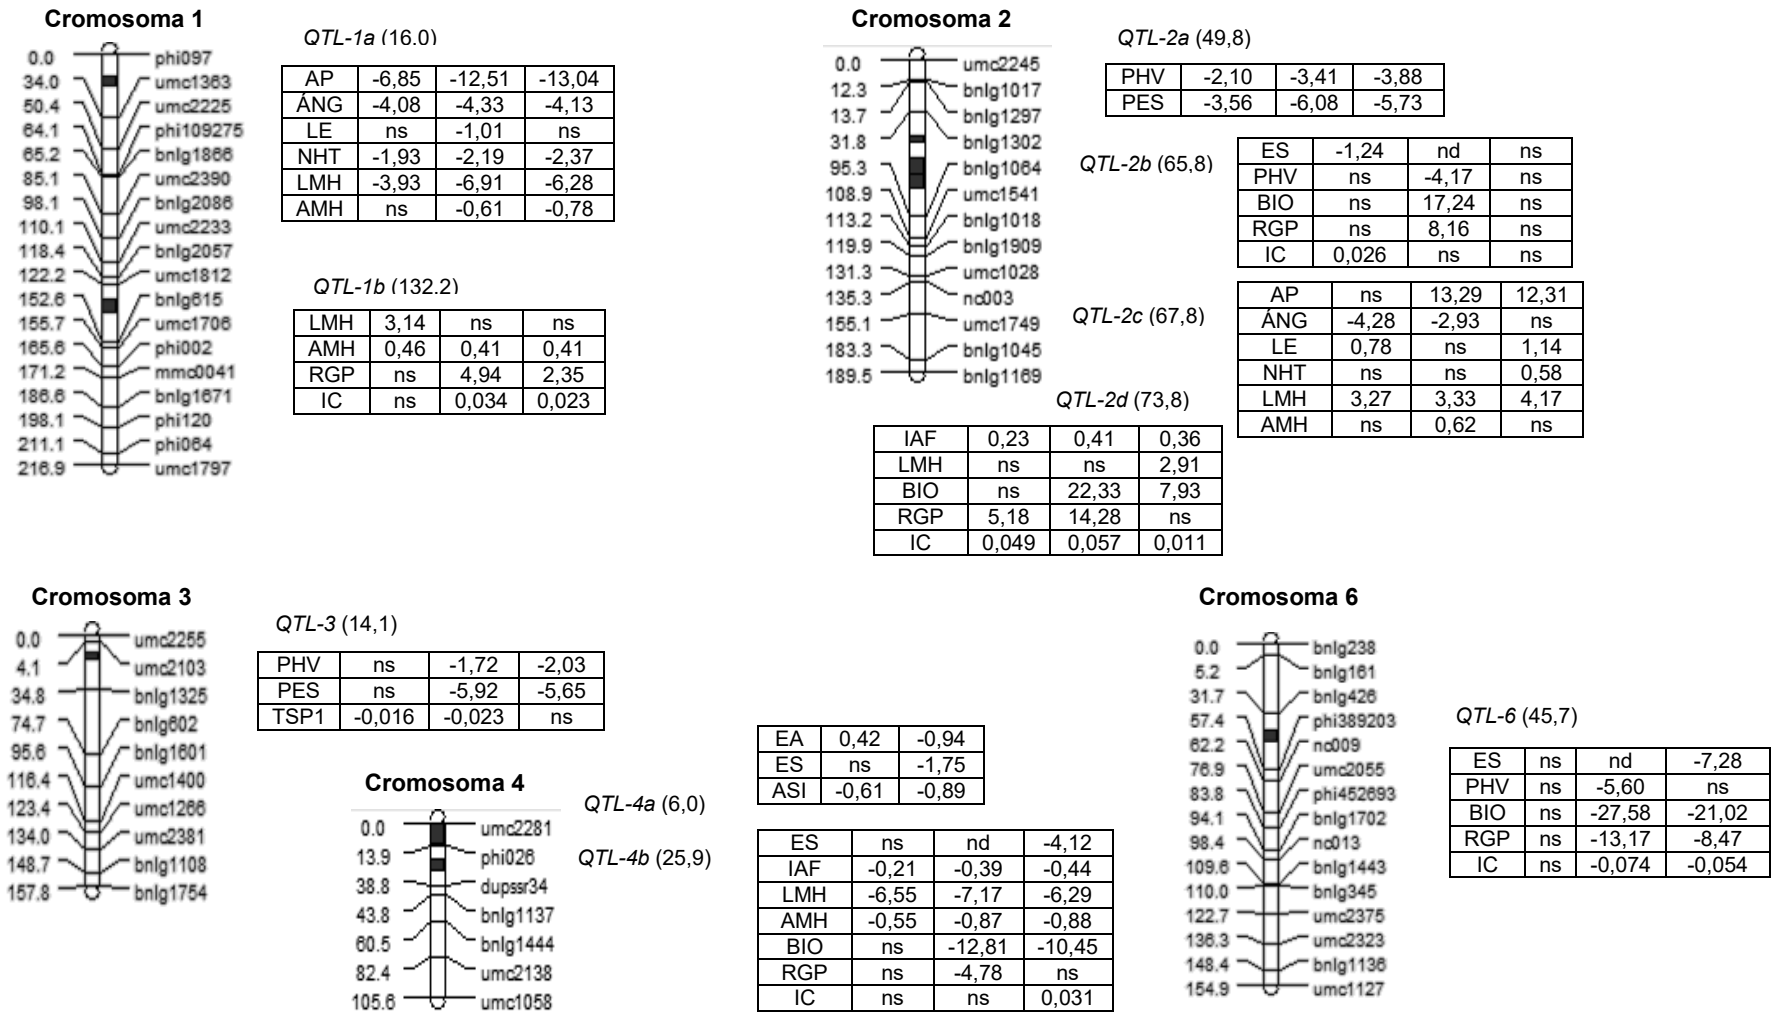 Cromosoma 1
0.0 phi097
34.0 umc1363
50.4 umc2225
64.1 phi109275
65.2 bnlg1866
85.1 umc2390
98.1 bnlg2086
110.1 umc2233
118.4 bnlg2057
122.2 umc1812
152.6 bnlg615
155.7 umc1706
165.6 phi002
171.2 mmc0041
186.6 bnlg1671
198.1 phi120
211.1 phi064
216.9 umc1797
QTL-1a (16.0)
AP -6,85 -12,51 -13,04
ÁNG -4,08 -4,33 -4,13
LE ns -1,01 ns
NHT -1,93 -2,19 -2,37
LMH -3,93 -6,91 -6,28
AMH ns -0,61 -0,78
QTL-1b (132.2)
LMH 3,14 ns ns
AMH 0,46 0,41 0,41
RGP ns 4,94 2,35
IC ns 0,034 0,023
Cromosoma 2
0.0 umc2245
12.3 bnlg1017
13.7 bnlg1297
31.8 bnlg1302
95.3 bnlg1064
108.9 umc1541
113.2 bnlg1018
119.9 bnlg1909
131.3 umc1028
135.3 nc003
155.1 umc1749
183.3 bnlg1045
189.5 bnlg1169
QTL-2a (49,8)
PHV -2,10 -3,41 -3,88
PES -3,56 -6,08 -5,73
QTL-2b (65,8)
ES -1,24 nd ns
PHV ns -4,17 ns
BIO ns 17,24 ns
RGP ns 8,16 ns
IC 0,026 ns ns
QTL-2c (67,8)
AP ns 13,29 12,31
ÁNG -4,28 -2,93 ns
LE 0,78 ns 1,14
NHT ns ns 0,58
LMH 3,27 3,33 4,17
AMH ns 0,62 ns
QTL-2d (73,8)
IAF 0,23 0,41 0,36
LMH ns ns 2,91
BIO ns 22,33 7,93
RGP 5,18 14,28 ns
IC 0,049 0,057 0,011
Cromosoma 3
0.0 umc2255
4.1 umc2103
34.8 bnlg1325
74.7 bnlg602
95.6 bnlg1601
116.4 umc1400
123.4 umc1266
134.0 umc2381
148.7 bnlg1108
157.8 bnlg1754
QTL-3 (14,1)
PHV ns -1,72 -2,03
PES ns -5,92 -5,65
TSP1 -0,016 -0,023 ns
Cromosoma 4
0.0 umc2281
13.9 phi026
38.8 dupssr34
43.8 bnlg1137
60.5 bnlg1444
82.4 umc2138
105.6 umc1058
QTL-4a (6,0)
EA 0,42 -0,94
ES ns -1,75
ASI -0,61 -0,89
QTL-4b (25,9)
ES ns nd -4,12
IAF -0,21 -0,39 -0,44
LMH -6,55 -7,17 -6,29
AMH -0,55 -0,87 -0,88
BIO ns -12,81 -10,45
RGP ns -4,78 ns
IC ns ns 0,031
Cromosoma 6
0.0 bnlg238
5.2 bnlg161
31.7 bnlg426
57.4 phi389203
62.2 nc009
76.9 umc2055
83.8 phi452693
94.1 bnlg1702
98.4 nc013
109.6 bnlg1443
110.0 bnlg345
122.7 umc2375
136.3 umc2323
148.4 bnlg1136
154.9 umc1127
QTL-6 (45,7)
ES ns nd -7,28
PHV ns -5,60 ns
BIO ns -27,58 -21,02
RGP ns -13,17 -8,47
IC ns -0,074 -0,054